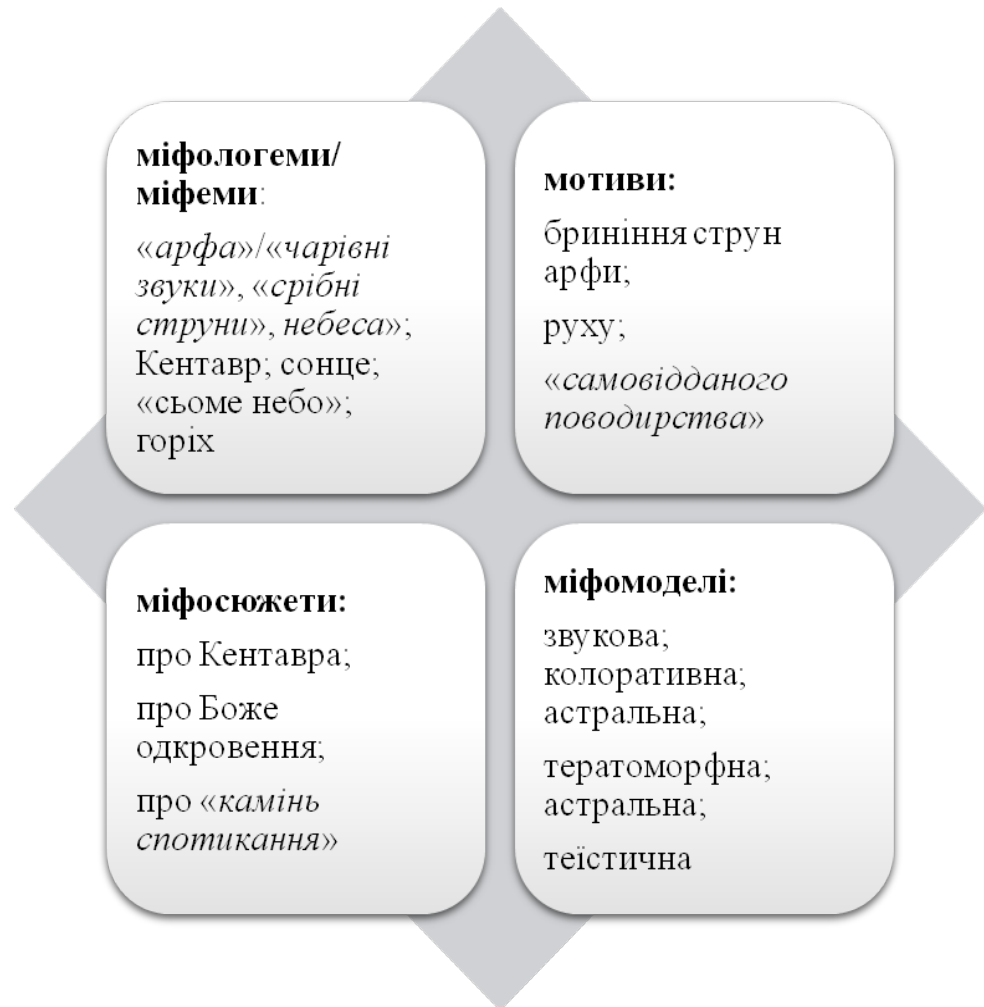 міфологеми/
міфеми:
«арфа»/«чарівні
звуки», «срібні
струни», небеса»;
Кентавр; сонце;
«сьоме небо»;
горіх
мотиви:
бриніння струн
арфи;
руху;
«самовідданого
поводирства»
міфосюжети:
про Кентавра;
про Боже
одкровення;
про «камінь
спотикання»
міфомоделі:
звукова;
колоративна;
астральна;
тератоморфна;
астральна;
теїстична